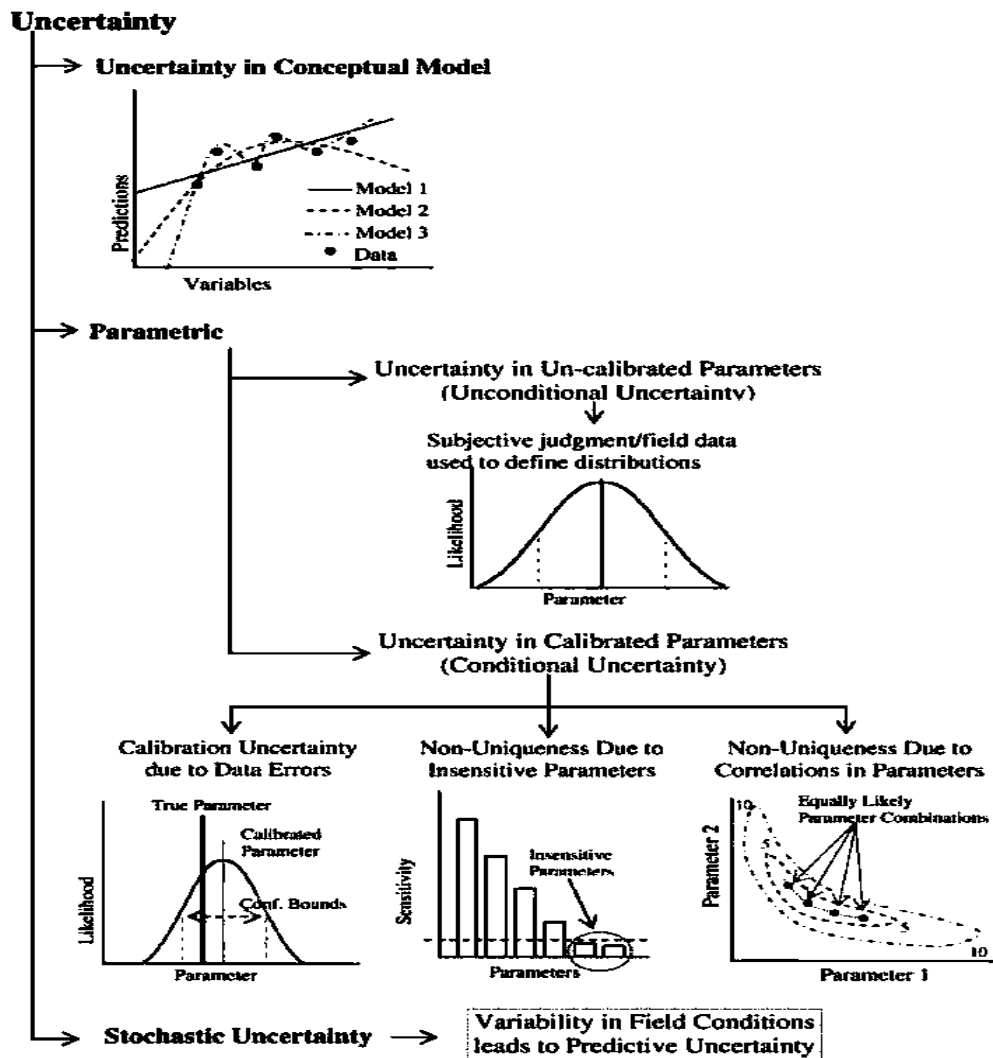 Uncertainty
Uncertainty in Conceptual Model
Predictions
Model 1
Model 2
Model 3
Data
Variables
Parametric
Uncertainty in Un-calibrated Parameters
(Unconditional Uncertainty)
Subjective judgment/field data
used to define distributions
Likelihood
Parameter
Uncertainty in Calibrated Parameters
(Conditional Uncertainty)
Calibration Uncertainty
due to Data Errors
True Parameter
Calibrated
Parameter
Conf. Bounds
Likelihood
Parameter
Non-Uniqueness Due to
Insensitive Parameters
Insensitive
Parameters
Sensitivity
Parameters
Non-Uniqueness Due to
Correlations in Parameters
Equally Likely
Parameter Combinations
10
5
5
10
Parameter 2
Parameter 1
Stochastic Uncertainty
Variability in Field Conditions
leads to Predictive Uncertainty